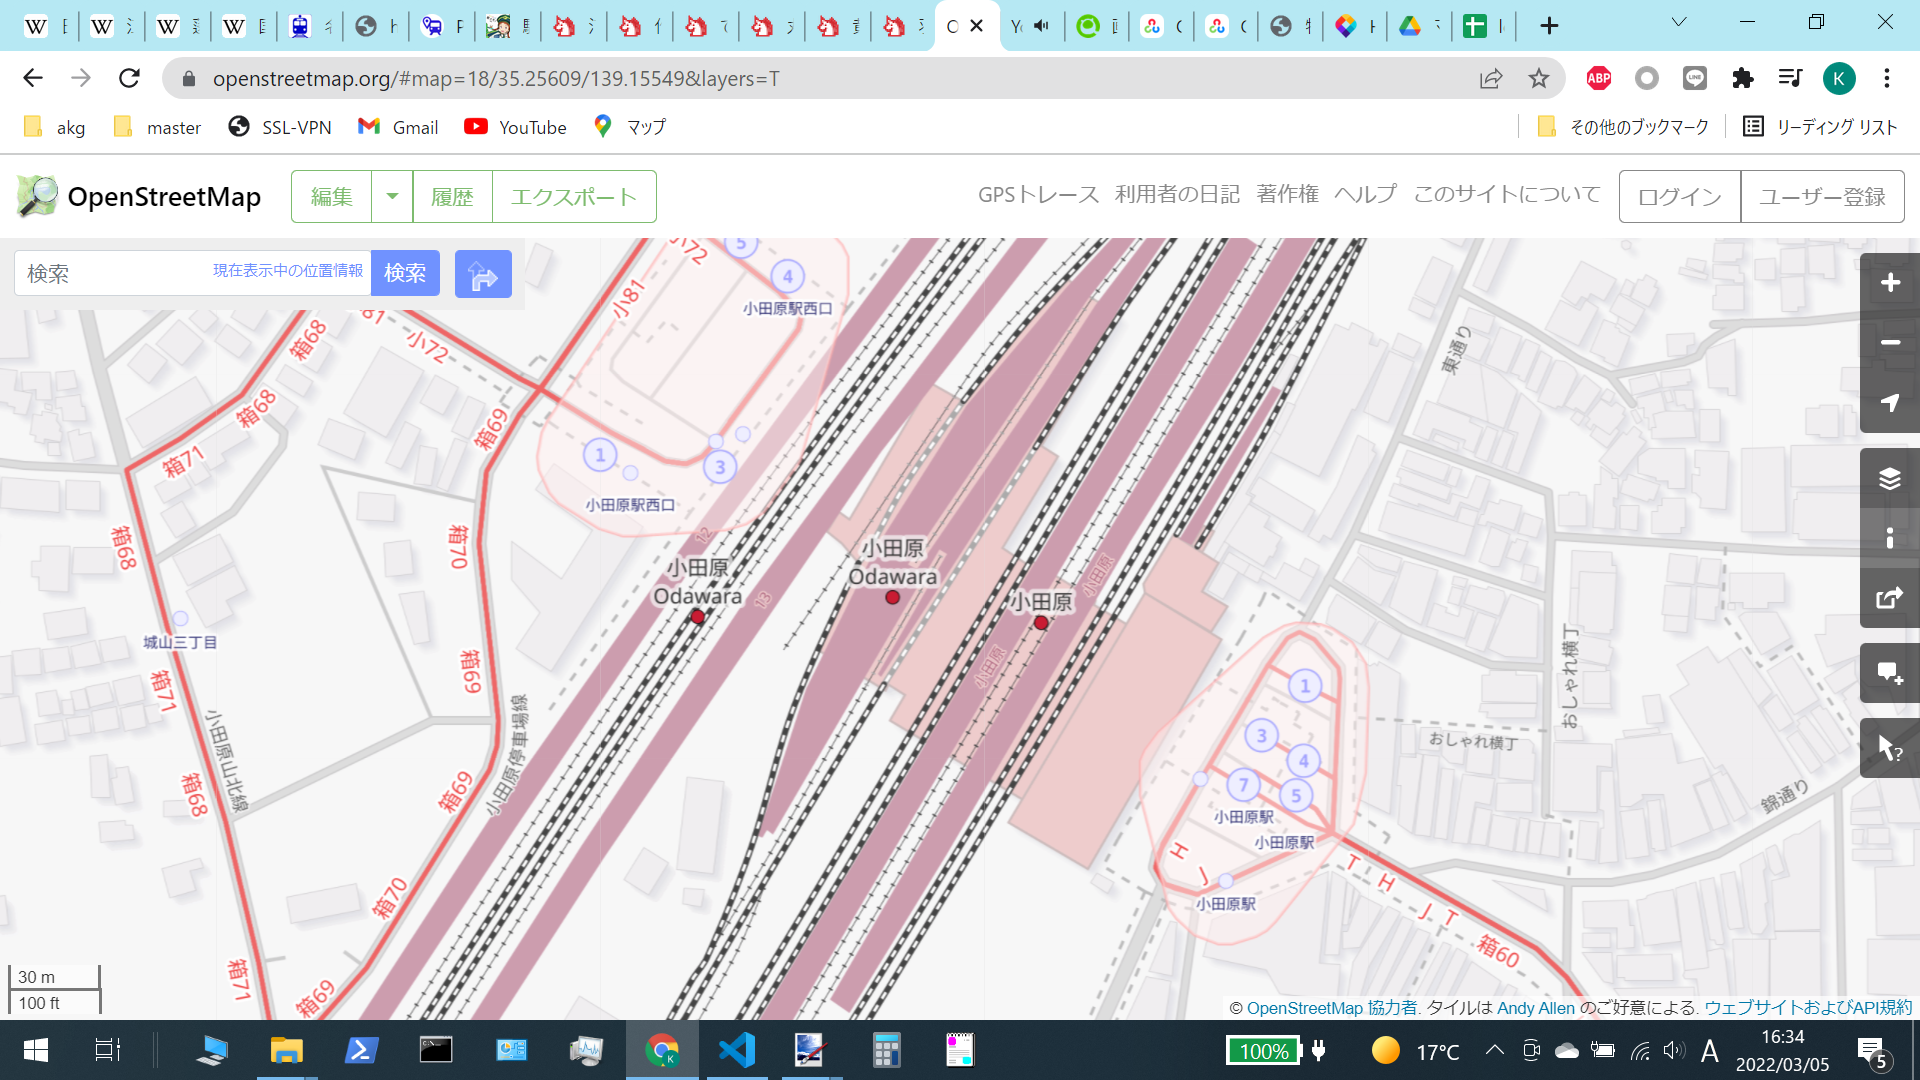 openstreetmap.org/#map=18/35.25609/139.15549&layers=T
ABP
LINE
K
akg
master
SSL-VPN
Gmail
YouTube
マップ
その他のブックマーク
リーディング リスト
OpenStreetMap
編集
履歴
エクスポート
GPSトレース
利用者の日記
著作権
ヘルプ
このサイトについて
ログイン
ユーザー登録
検索
現在表示中の位置情報
検索
小72
5
4
小田原駅西口
小81
81
小72
箱68
箱68
箱69
箱71
1
3
小田原駅西口
東通り
箱68
箱70
12
小田原
Odawara
13
小田原
Odawara
小田原
小田原
小田原
城山三丁目
箱71
箱69
小田原山北線
小田原停車場線
箱68
箱69
1
3
4
7
5
小田原駅
小田原駅
おしゃれ横丁
おしゃれ横丁
錦通り
H
J
T
H
J
T
小田原駅
箱60
箱70
箱71
箱69
30 m
100 ft
© OpenStreetMap 協力者. タイルは Andy Allen のご好意による. ウェブサイトおよびAPI規約
K
100%
17℃
A
16:34
2022/03/05
5